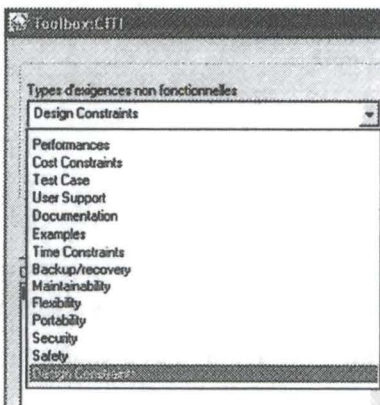 Toolbox:CITI
Types d'exigences non fonctionnelles
Design Constraints
Performances
Cost Constraints
Test Case
User Support
Documentation
Examples
Time Constraints
Backup/recovery
Maintainability
Flexibility
Portability
Security
Safety
Design Constraints